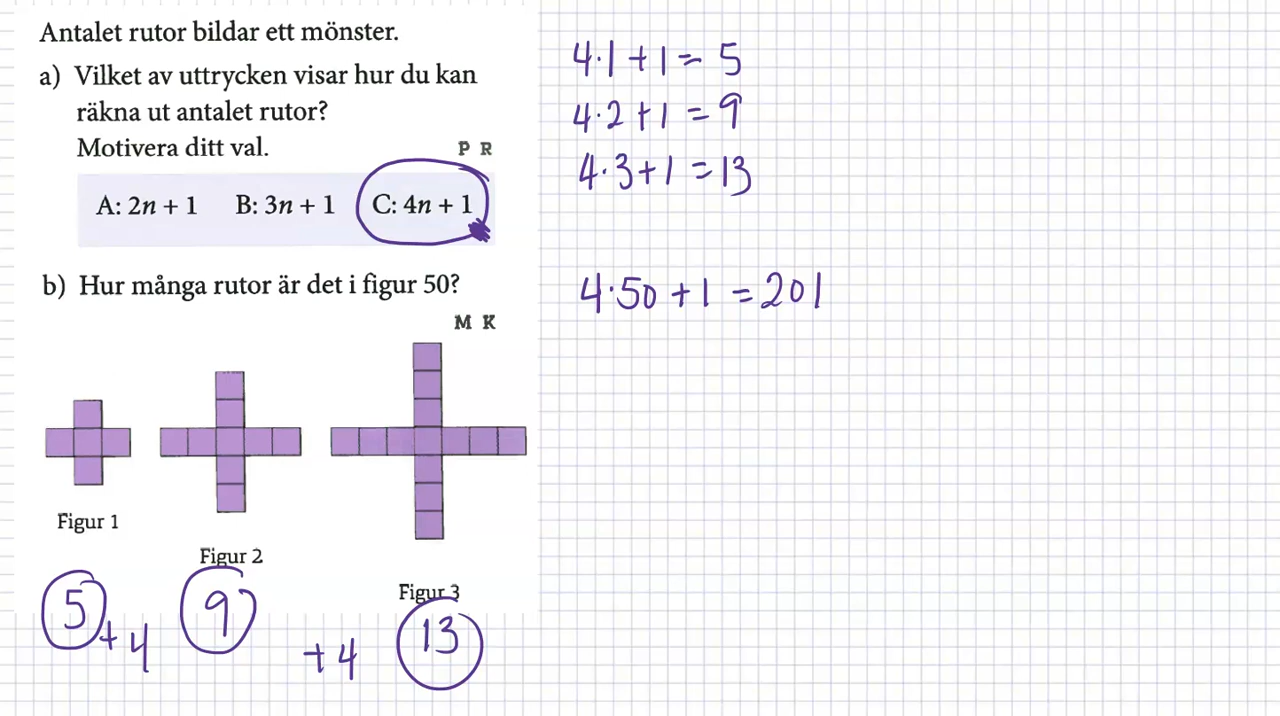 Antalet rutor bildar ett mönster.
a) Vilket av uttrycken visar hur du kan
räkna ut antalet rutor?
Motivera ditt val.
P R
A: 2n + 1 B: 3n + 1 C: 4n + 1
b) Hur många rutor är det i figur 50?
M K
Figur 1
Figur 2
Figur 3
5 +4 9 +4 13
4·1+1=5
4·2+1=9
4·3+1=13
4·50+1=201